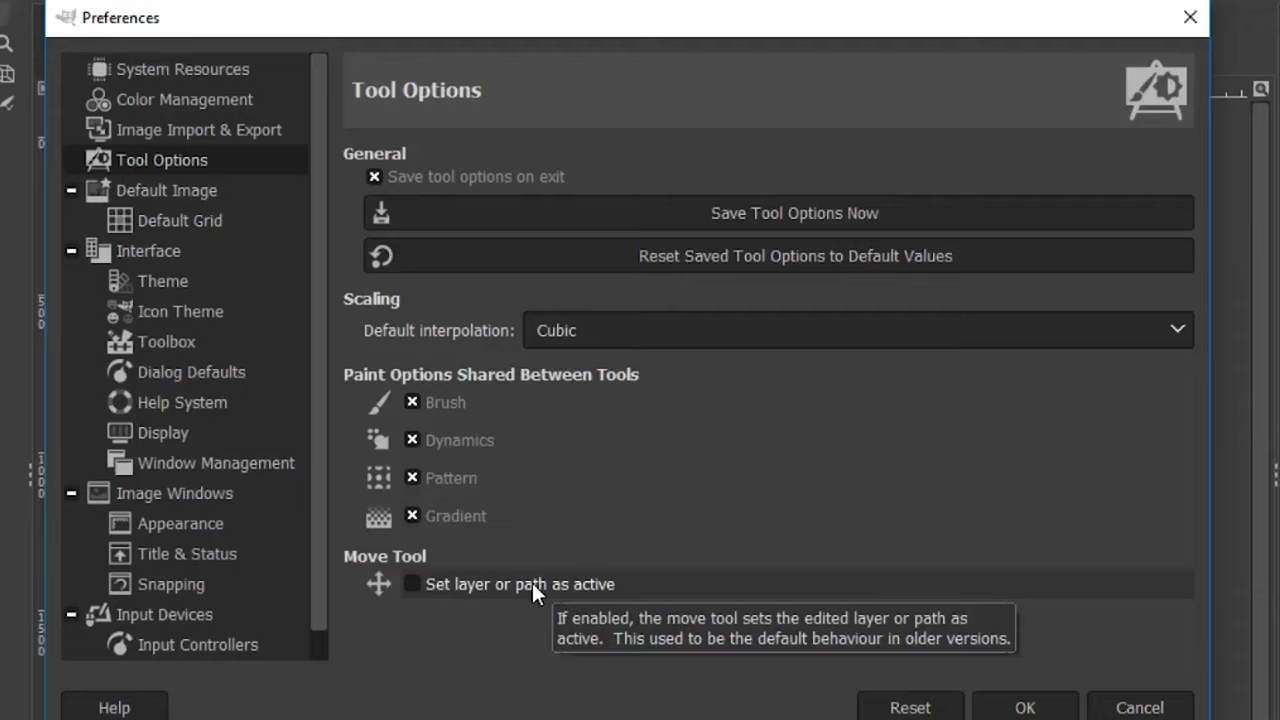 Preferences
System Resources
Color Management
Image Import & Export
Tool Options
Default Image
Default Grid
Interface
Theme
Icon Theme
Toolbox
Dialog Defaults
Help System
Display
Window Management
Image Windows
Appearance
Title & Status
Snapping
Input Devices
Input Controllers
Tool Options
General
Save tool options on exit
Save Tool Options Now
Reset Saved Tool Options to Default Values
Scaling
Default interpolation: Cubic
Paint Options Shared Between Tools
Brush
Dynamics
Pattern
Gradient
Move Tool
Set layer or path as active
If enabled, the move tool sets the edited layer or path as
active. This used to be the default behaviour in older versions.
Help
Reset
OK
Cancel
0
500
1000
1500